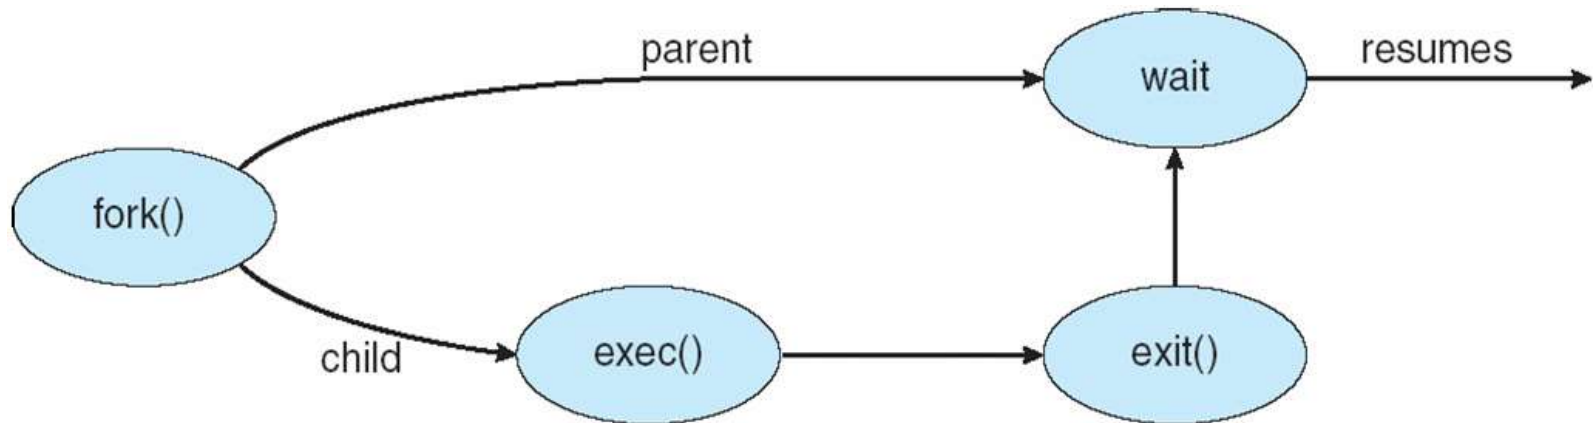 parent
wait
resumes
fork()
child
exec()
exit()